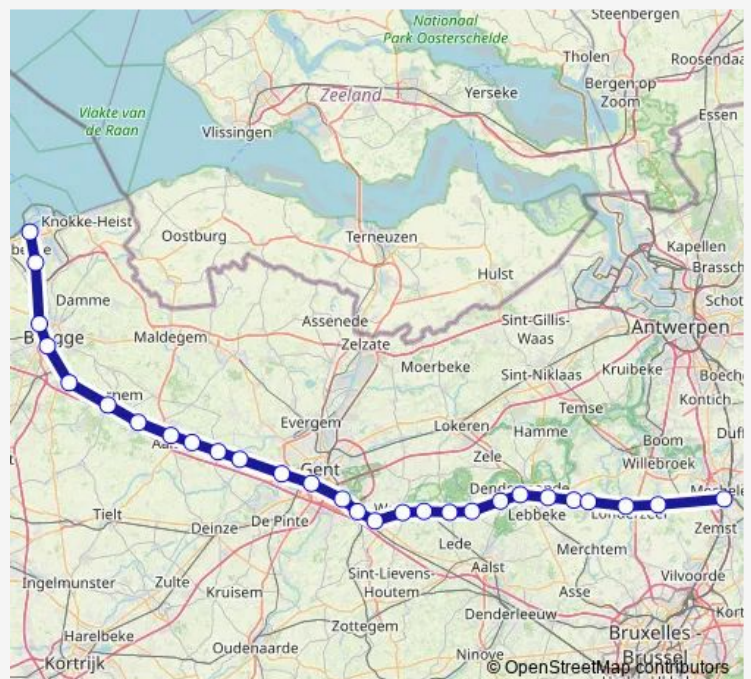 Nationaal
Park Oosterschelde
Steenbergen
Tholen
Roosendaa
Bergen op
Zoom
Zeeland
Yerseke
Essen
Vlakte van
de Raan
Vlissingen
Knokke-Heist
Oostburg
Terneuzen
Kapellen
Hulst
Brassch
Damme
Schot
Assenede
Sint-Gillis-
Waas
Antwerpen
Maldegem
Zelzate
Moerbeke
Kruibeke
Sint-Niklaas
Boech
Temse
Kontich
Evergem
Lokeren
Hamme
Boom
Duff
Zele
Willebroek
Gent
Tielt
De Pinte
Deinze
Lebbeke
Zemst
Lede
Merchtem
Aalst
Sint-Lievens-
Houtem
Vilvoorde
Ingelmunster
Zulte
Kruisem
Asse
Denderleeuw
Kort
Zottegem
Harelbeke
Oudenaarde
Bruxelles -
Brussel
Ninove
Kortrijk
© OpenStreetMap contributors